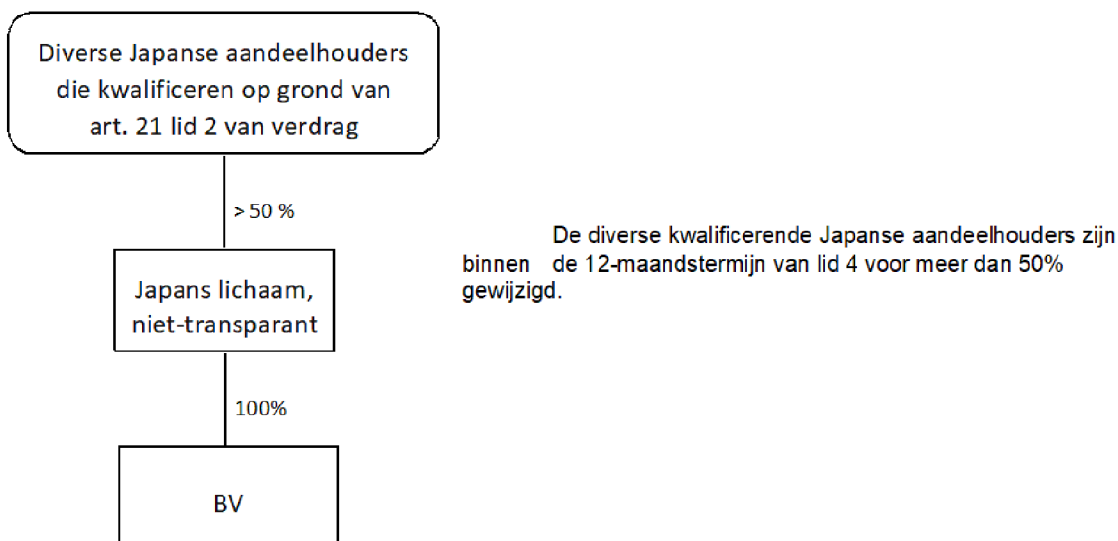 Diverse Japanse aandeelhouders
die kwalificeren op grond van
art. 21 lid 2 van verdrag
> 50 %
De diverse kwalificerende Japanse aandeelhouders zijn
binnen de 12-maandstermijn van lid 4 voor meer dan 50%
gewijzigd.
Japans lichaam,
niet-transparant
100%
BV